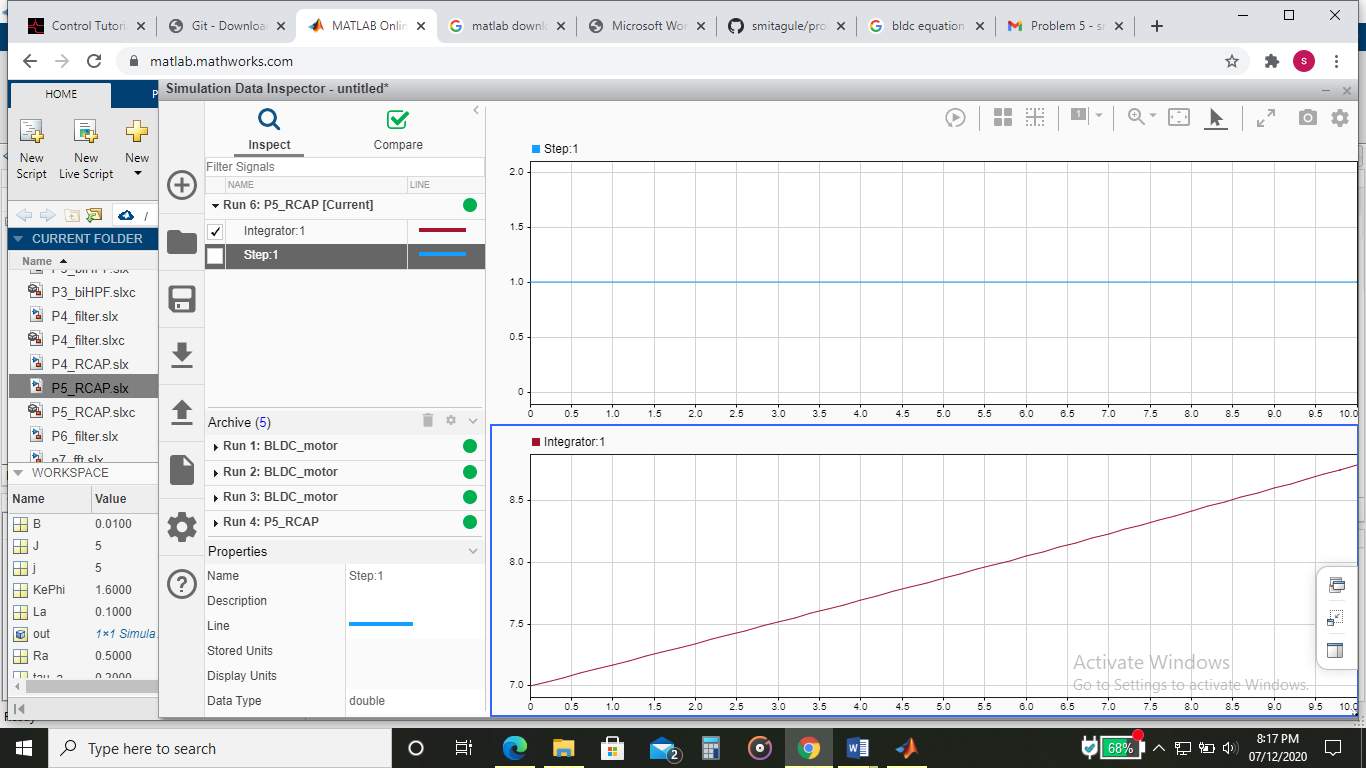 Control Tutoria
Git - Downloa
MATLAB Onlin
matlab downl
Microsoft Wor
smitagule/pro
bldc equation
Problem 5 - sm
matlab.mathworks.com
s
HOME
P
Simulation Data Inspector - untitled*
New Script
New Live Script
New
Inspect
Compare
Filter Signals
NAME
LINE
Run 6: P5_RCAP [Current]
Integrator:1
Step:1
/
CURRENT FOLDER
Name
P3_biHPF.slx
P3_biHPF.slxc
P4_filter.slx
P4_filter.slxc
P4_RCAP.slx
P5_RCAP.slx
P5_RCAP.slxc
P6_filter.slx
p7_fft.slx
WORKSPACE
Name Value
B 0.0100
J 5
j 5
KePhi 1.6000
La 0.1000
out 1×1 Simula
Ra 0.5000
tau_a 0.2000
Archive (5)
Run 1: BLDC_motor
Run 2: BLDC_motor
Run 3: BLDC_motor
Run 4: P5_RCAP
Properties
Name Step:1
Description
Line
Stored Units
Display Units
Data Type double
1
Step:1
2.0
1.5
1.0
0.5
0
0 0.5 1.0 1.5 2.0 2.5 3.0 3.5 4.0 4.5 5.0 5.5 6.0 6.5 7.0 7.5 8.0 8.5 9.0 9.5 10.0
Integrator:1
8.5
8.0
7.5
7.0
0 0.5 1.0 1.5 2.0 2.5 3.0 3.5 4.0 4.5 5.0 5.5 6.0 6.5 7.0 7.5 8.0 8.5 9.0 9.5 10.0
Activate Windows
Go to Settings to activate Windows.
Type here to search
2
68%
8:17 PM
07/12/2020